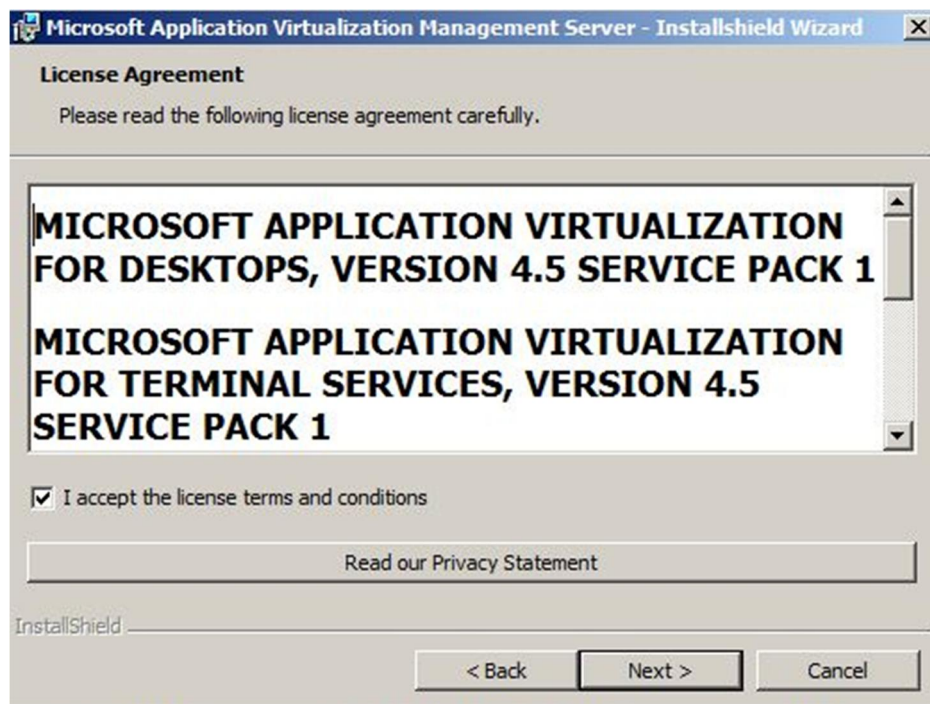 Microsoft Application Virtualization Management Server - Installshield Wizard
License Agreement
Please read the following license agreement carefully.
MICROSOFT APPLICATION VIRTUALIZATION
FOR DESKTOPS, VERSION 4.5 SERVICE PACK 1
MICROSOFT APPLICATION VIRTUALIZATION
FOR TERMINAL SERVICES, VERSION 4.5
SERVICE PACK 1
I accept the license terms and conditions
Read our Privacy Statement
InstallShield
< Back Next > Cancel